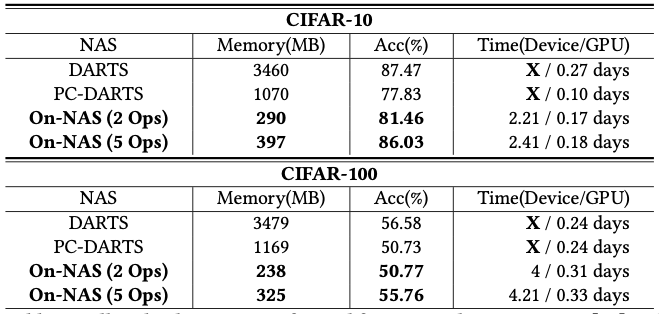 CIFAR-10
NAS Memory(MB) Acc(%) Time(Device/GPU)
DARTS 3460 87.47 X / 0.27 days
PC-DARTS 1070 77.83 X / 0.10 days
On-NAS (2 Ops) 290 81.46 2.21 / 0.17 days
On-NAS (5 Ops) 397 86.03 2.41 / 0.18 days
CIFAR-100
NAS Memory(MB) Acc(%) Time(Device/GPU)
DARTS 3479 56.58 X / 0.24 days
PC-DARTS 1169 50.73 X / 0.24 days
On-NAS (2 Ops) 238 50.77 4 / 0.31 days
On-NAS (5 Ops) 325 55.76 4.21 / 0.33 days